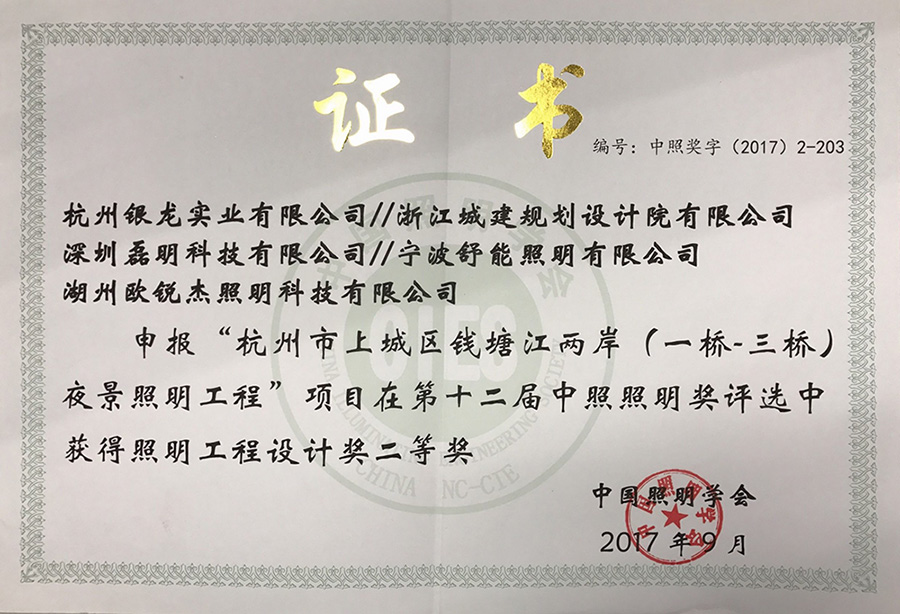 证书
编号：中照奖字（2017）2-203
杭州银龙实业有限公司//浙江城建规划设计院有限公司
深圳磊明科技有限公司//宁波舒能照明有限公司
湖州欧锐杰照明科技有限公司
申报“杭州市上城区钱塘江两岸（一桥-三桥）
夜景照明工程”项目在第十二届中照照明奖评选中
获得照明工程设计奖二等奖
中国照明学会
2017年9月
CIES
CHINA NC-CIE